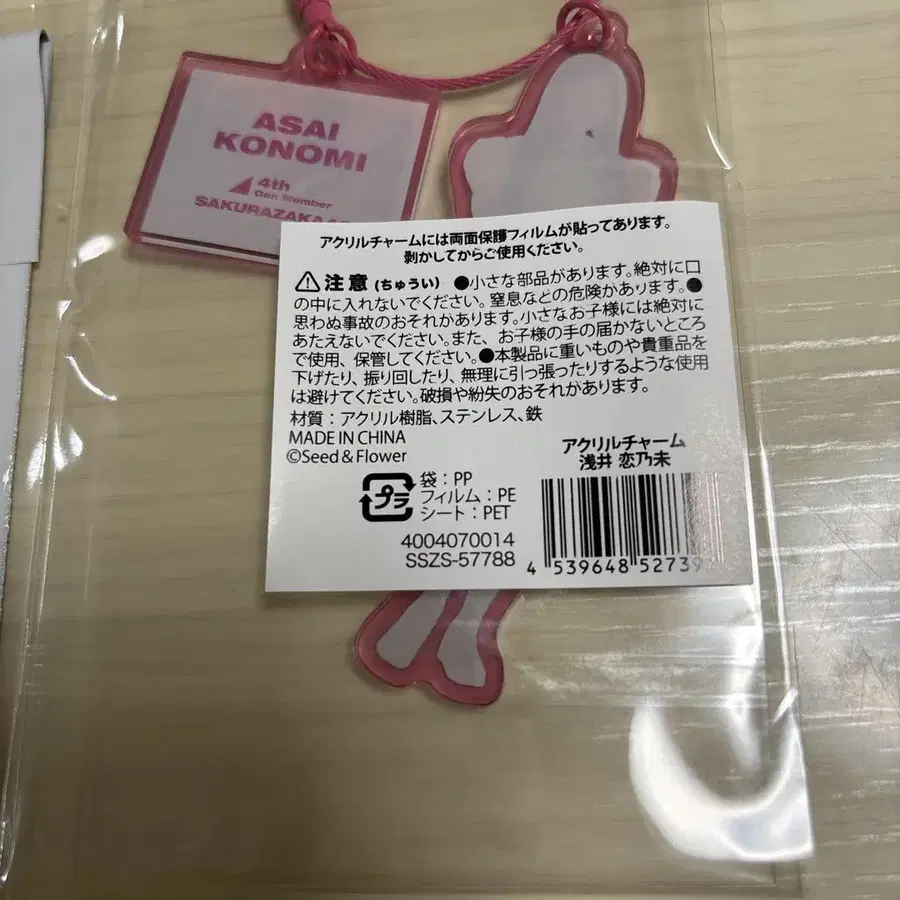 ASAI
KONOMI
4th
Gen Member
アクリルチャームには両面保護フィルムが貼ってあります。
剥かしてからご使用ください。
注意 (ちゅうい) ●小さな部品があります。絶対に口
の中に入れないでください。窒息などの危険があります。●
思わぬ事故のおそれがあります。小さなお子様には絶対に
あたえないでください。また、お子様の手の届かないところ
で使用、保管してください。●本製品に重いものや貴重品を
下げたり、振り回したり、無理に引っ張ったりするような使用
は避けてください。破損や紛失のおそれがあります。
材質：アクリル樹脂、ステンレス、鉄
MADE IN CHINA
©Seed & Flower
アクリルチャーム
浅井 恋乃未
プラ
袋：PP
フィルム：PE
シート：PET
4004070014
SSZS-57788
4 539648 52739